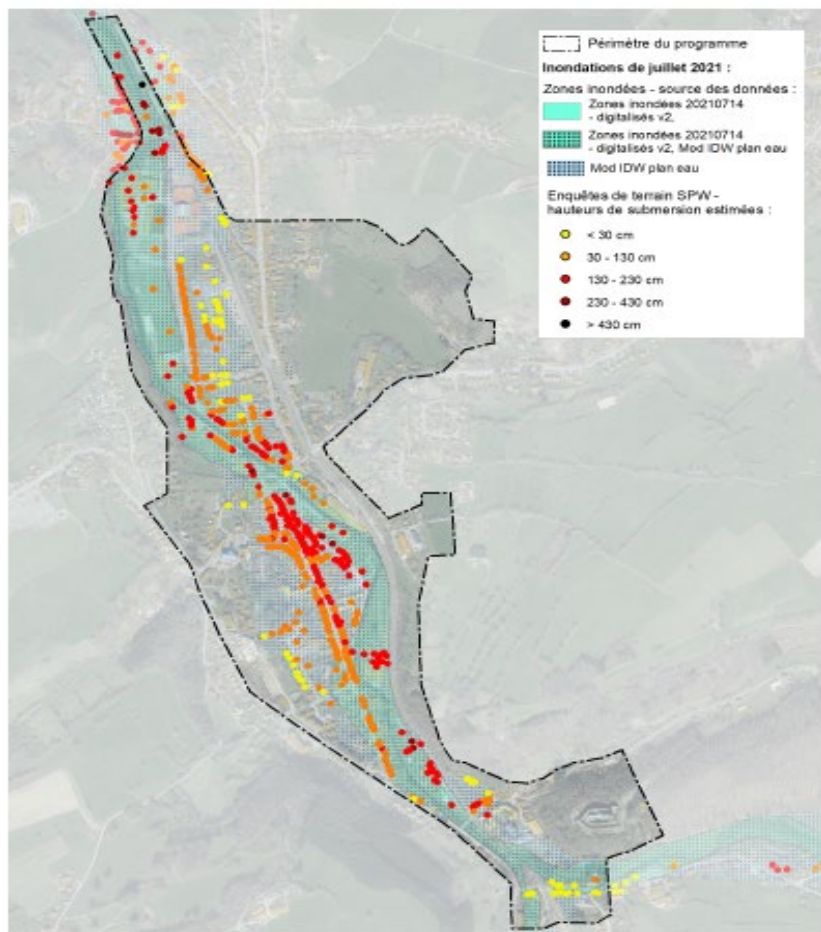 Périmètre du programme
Inondations de juillet 2021 :
Zones inondées - source des données :
Zones inondées 20210714
- digitalisés v2,
Zones inondées 20210714
- digitalisés v2, Mod IDW plan eau
Mod IDW plan eau
Enquêtes de terrain SPW -
hauteurs de submersion estimées :
< 30 cm
30 - 130 cm
130 - 230 cm
230 - 430 cm
> 430 cm